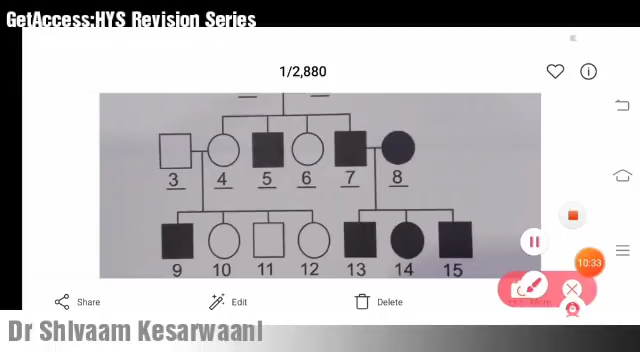 GetAccess:HYS Revision Series
1/2,880
3 4 5 6 7 8
9 10 11 12 13 14 15
10:33
Share Edit Delete More
Dr Shivaam Kesarwaani